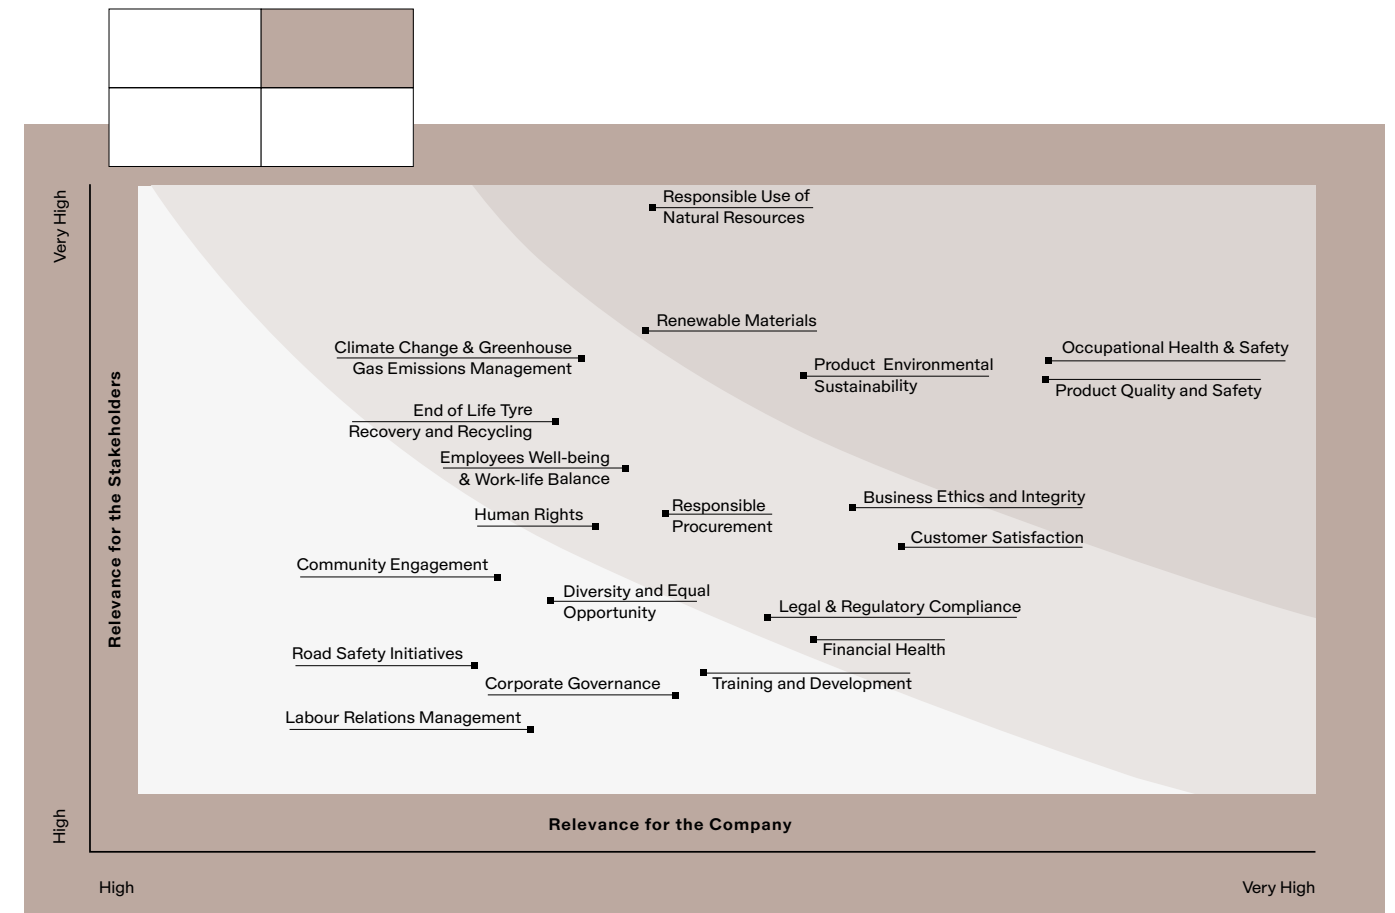 Very High
Relevance for the Stakeholders
High
Responsible Use of
Natural Resources
Renewable Materials
Climate Change & Greenhouse
Gas Emissions Management
Product Environmental
Sustainability
Occupational Health & Safety
Product Quality and Safety
End of Life Tyre
Recovery and Recycling
Employees Well-being
& Work-life Balance
Human Rights
Responsible
Procurement
Business Ethics and Integrity
Customer Satisfaction
Community Engagement
Diversity and Equal
Opportunity
Legal & Regulatory Compliance
Financial Health
Road Safety Initiatives
Corporate Governance
Training and Development
Labour Relations Management
Relevance for the Company
High
Very High